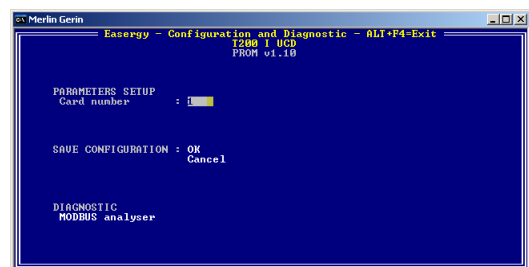 Merlin Gerin
Easergy - Configuration and Diagnostic - ALT+F4=Exit
T200 I UCD
PROM v1.10
PARAMETERS SETUP
Card number : 1
SAVE CONFIGURATION : OK
Cancel
DIAGNOSTIC
MODBUS analyser